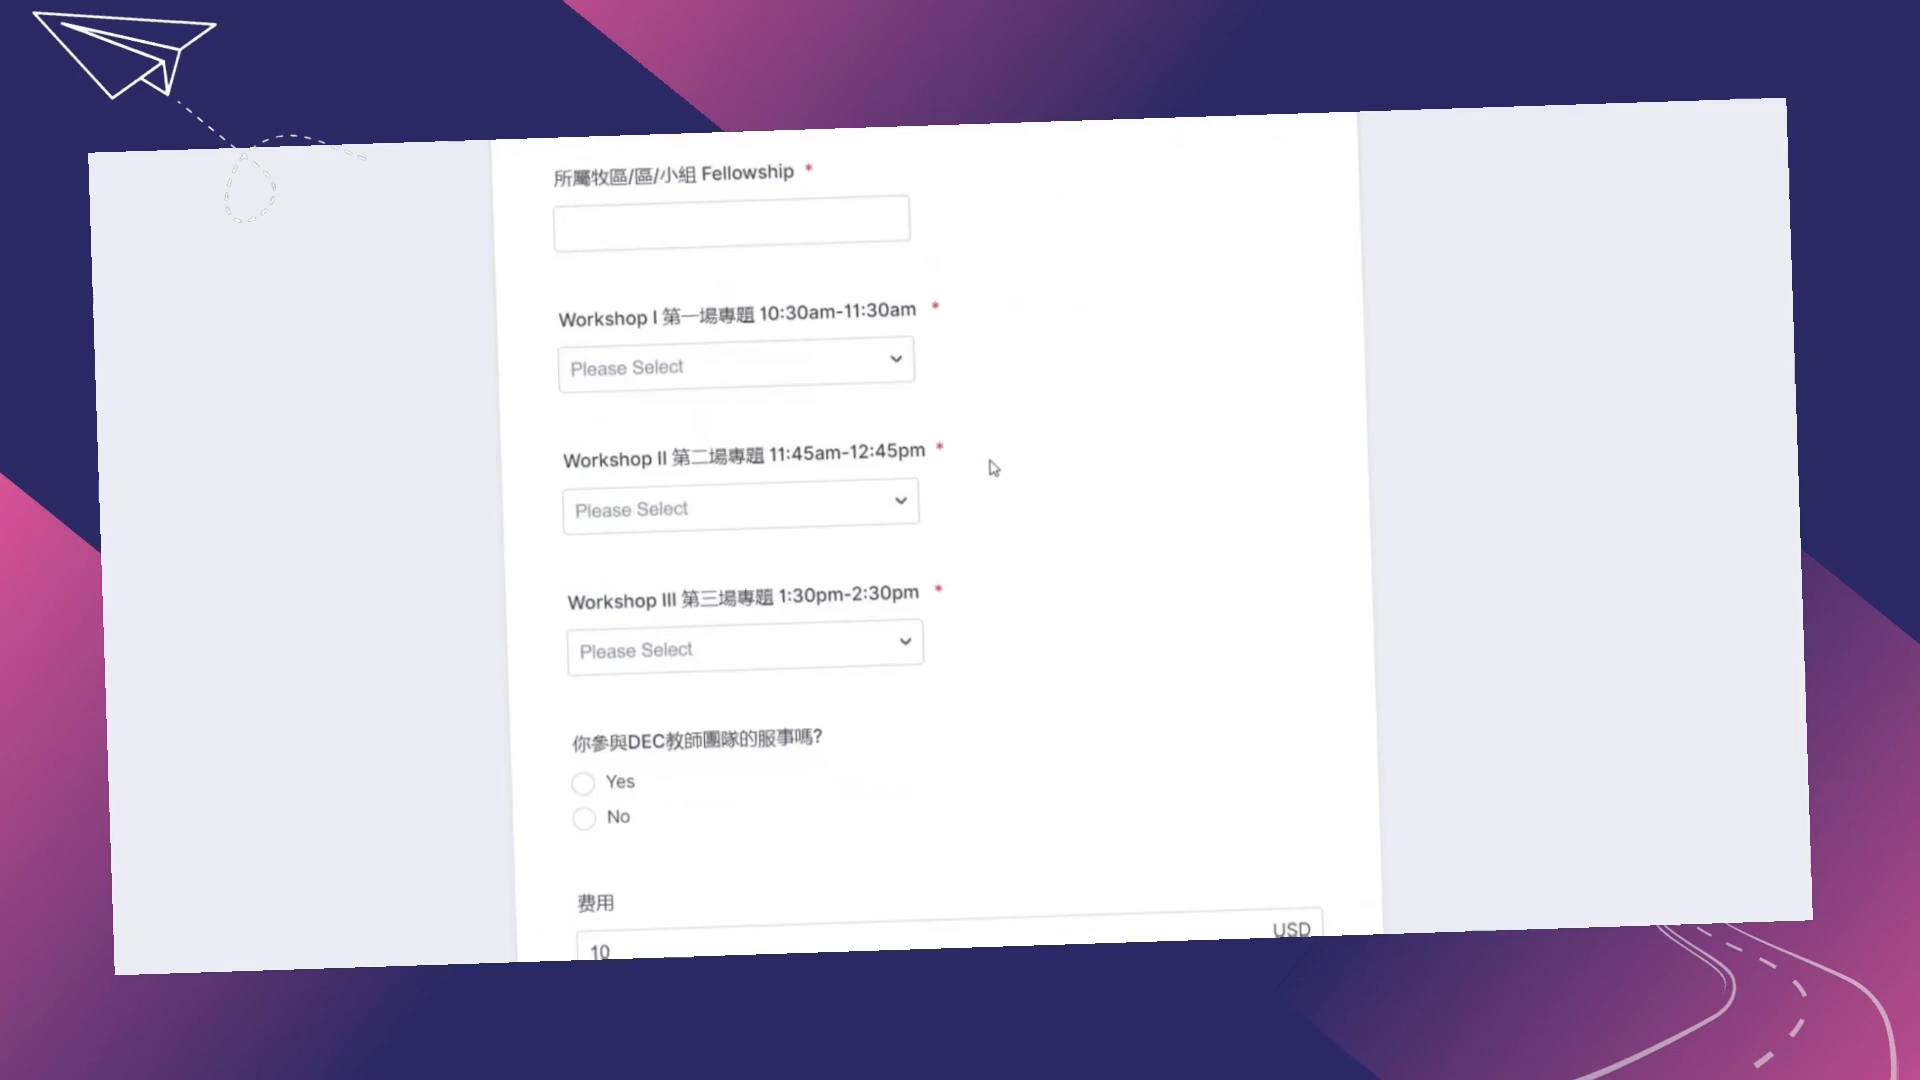 所屬牧區/區/小組 Fellowship *
Workshop I 第一場專題 10:30am-11:30am *
Please Select
Workshop II 第二場專題 11:45am-12:45pm *
Please Select
Workshop III 第三場專題 1:30pm-2:30pm *
Please Select
你參與DEC教師團隊的服事嗎?
Yes
No
费用
10 USD